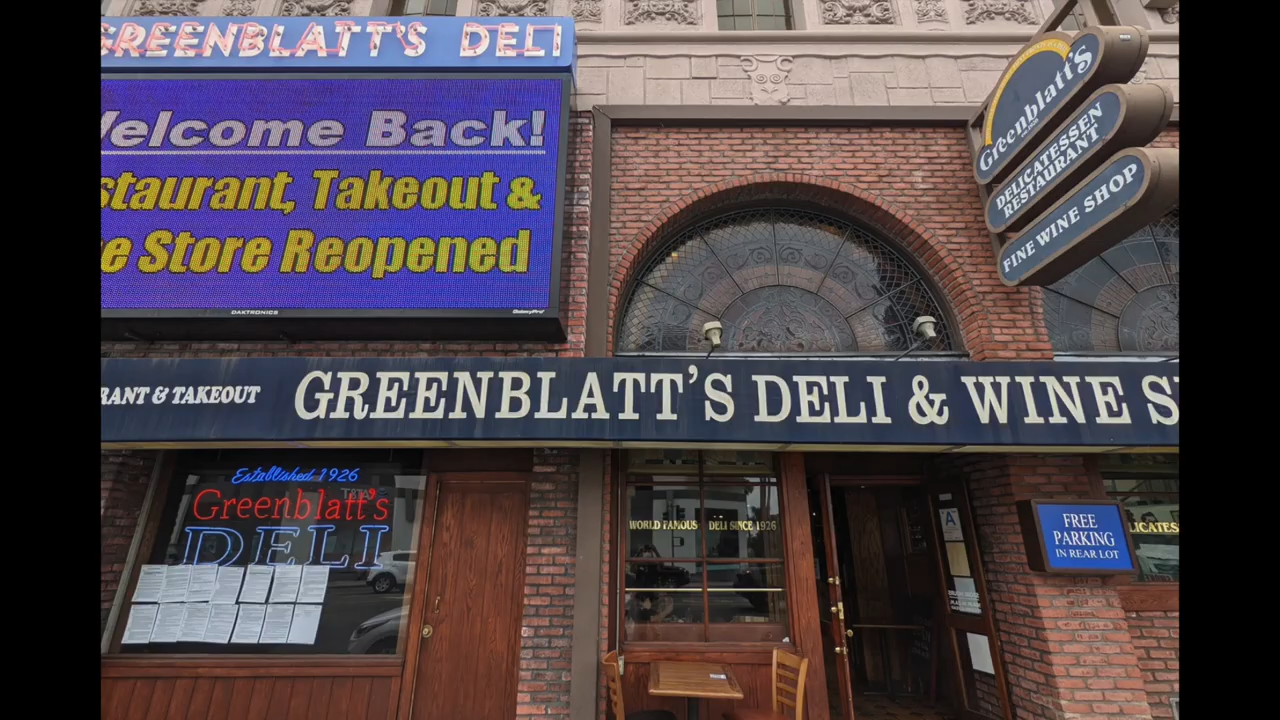 GREENBLATT'S DELI
Welcome Back!
staurant, Takeout &
e Store Reopened
DAKTRONICS
Greenblatt's
DELICATESSEN
RESTAURANT
FINE WINE SHOP
RANT & TAKEOUT
GREENBLATT'S DELI & WINE S
Established 1926
Greenblatt's
DELI
WORLD FAMOUS DELI SINCE 1926
A
FREE
PARKING
IN REAR LOT
LICATES